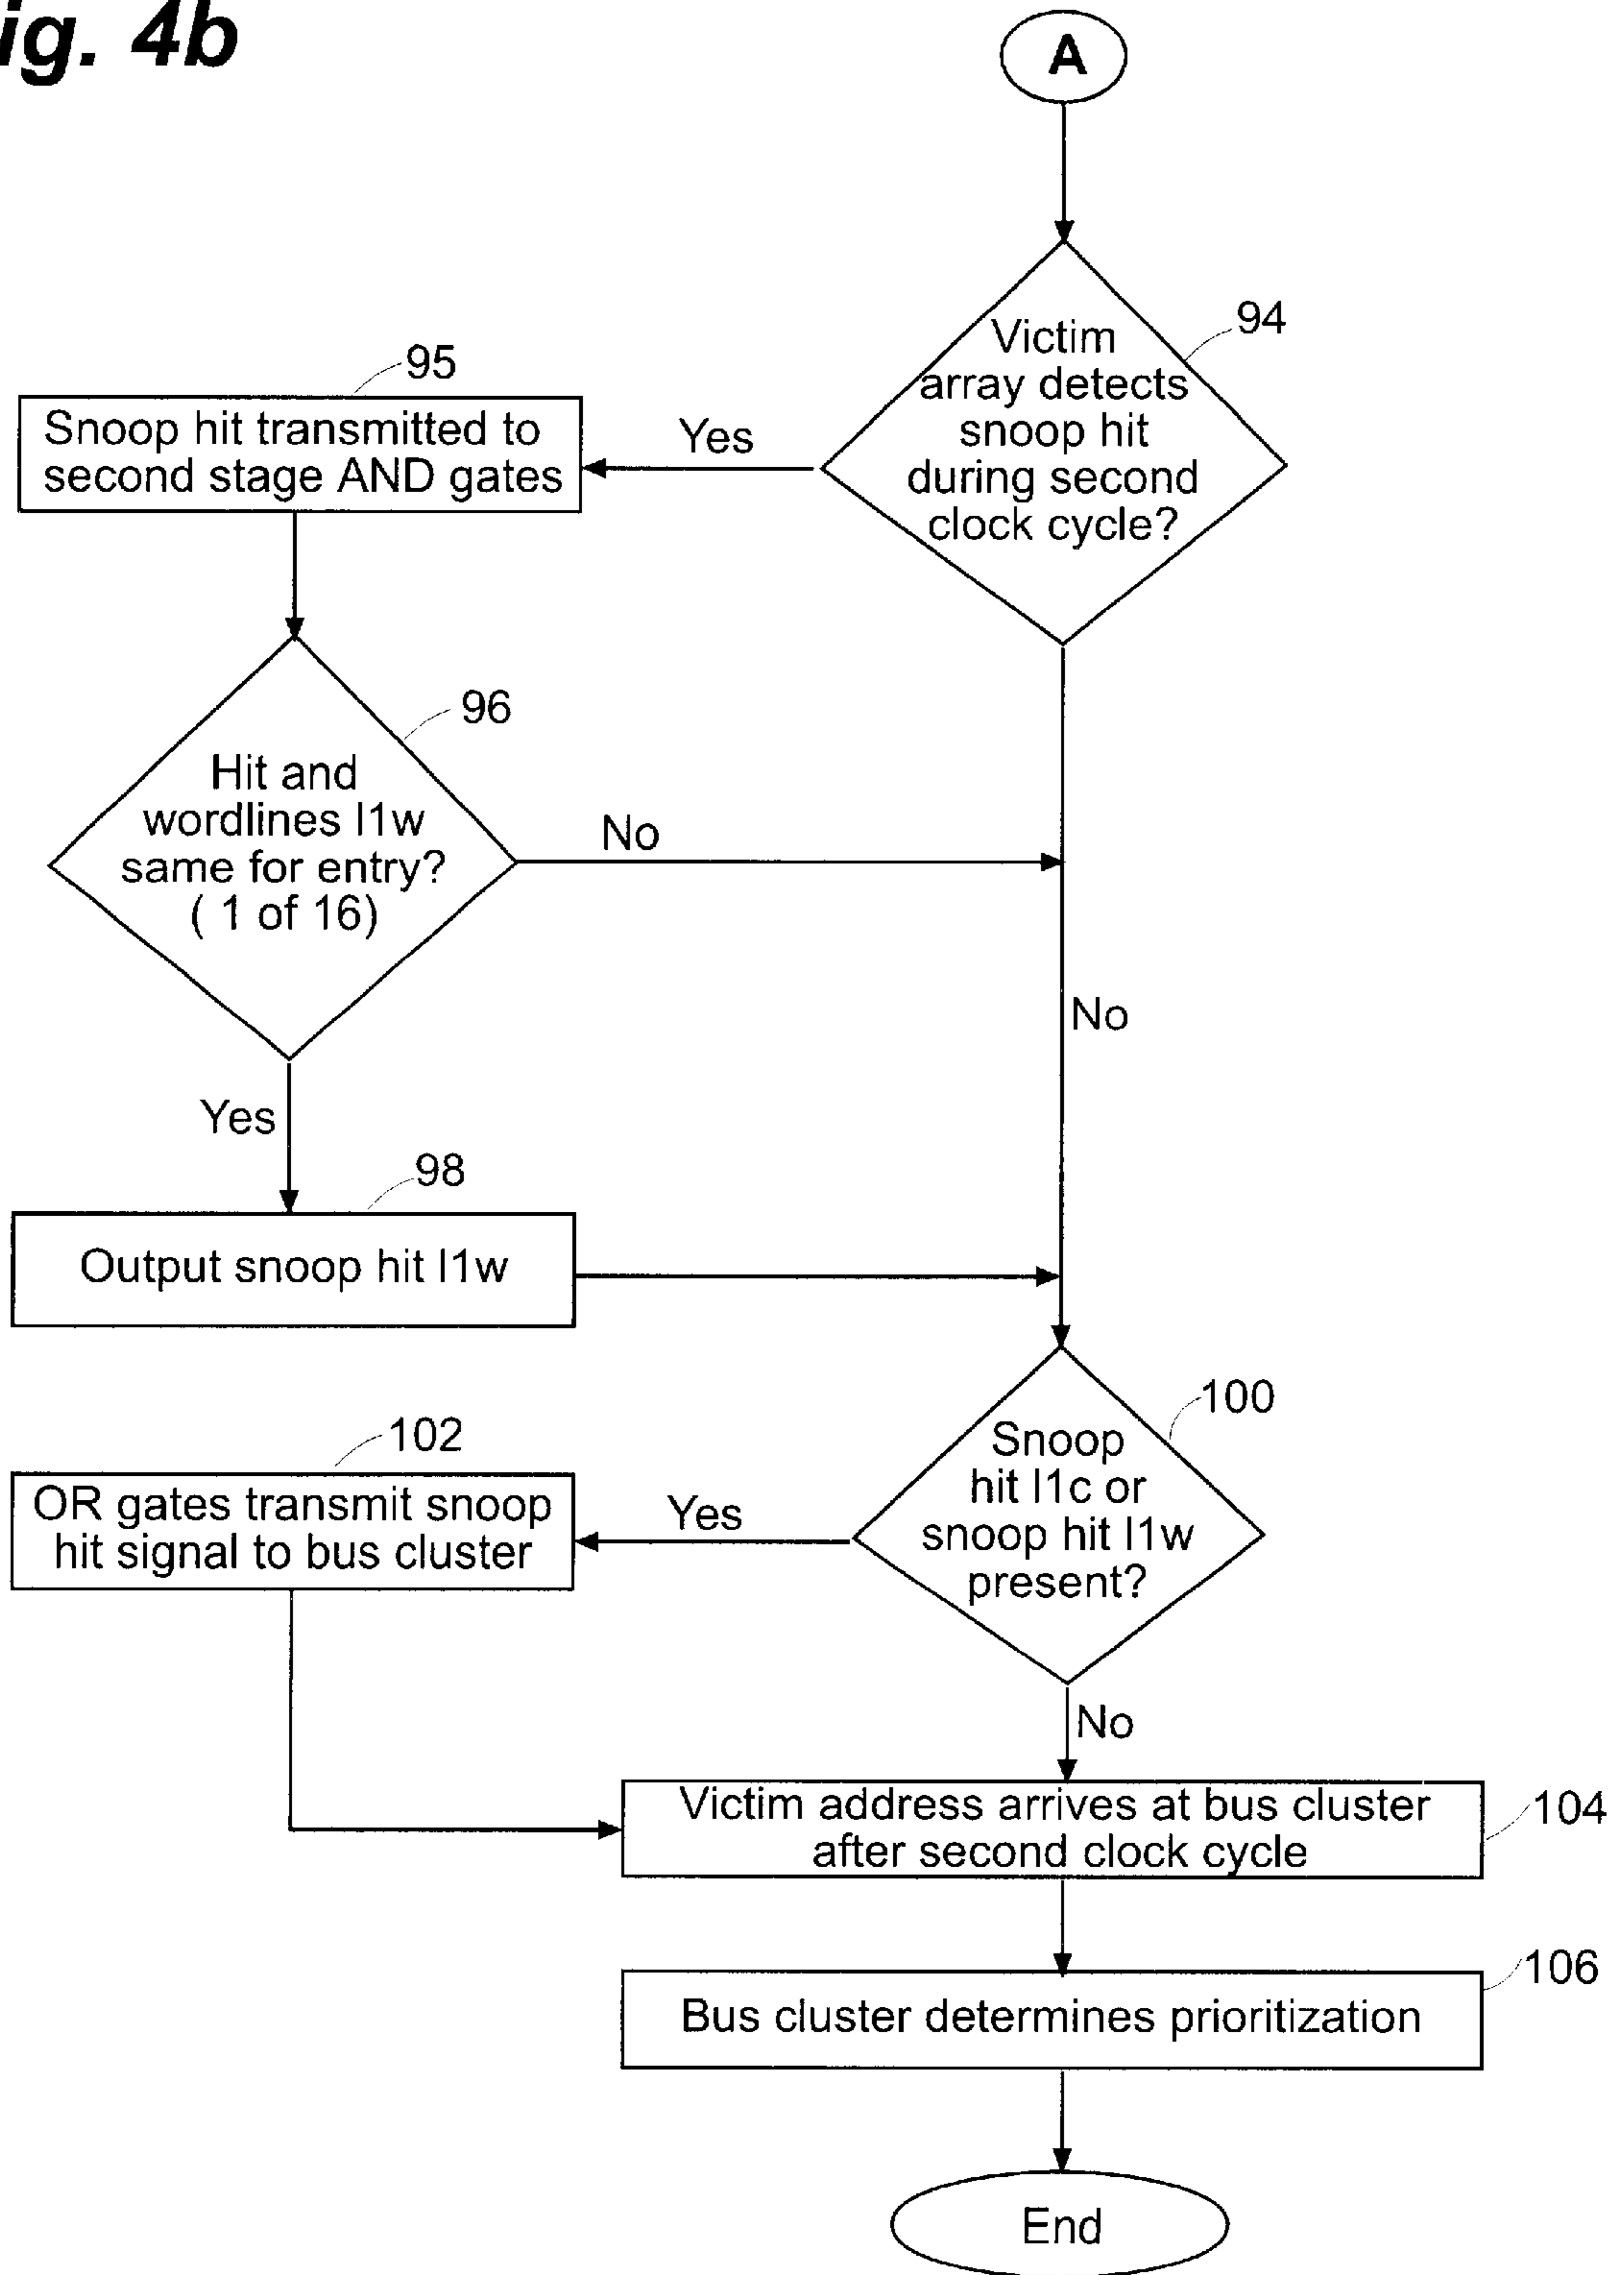 ig. 4b
A
94
Victim
array detects
snoop hit
during second
clock cycle?
Yes
95
Snoop hit transmitted to
second stage AND gates
96
Hit and
wordlines l1w
same for entry?
( 1 of 16)
No
No
Yes
98
Output snoop hit l1w
100
Snoop
hit l1c or
snoop hit l1w
present?
Yes
102
OR gates transmit snoop
hit signal to bus cluster
No
Victim address arrives at bus cluster
after second clock cycle
104
106
Bus cluster determines prioritization
End